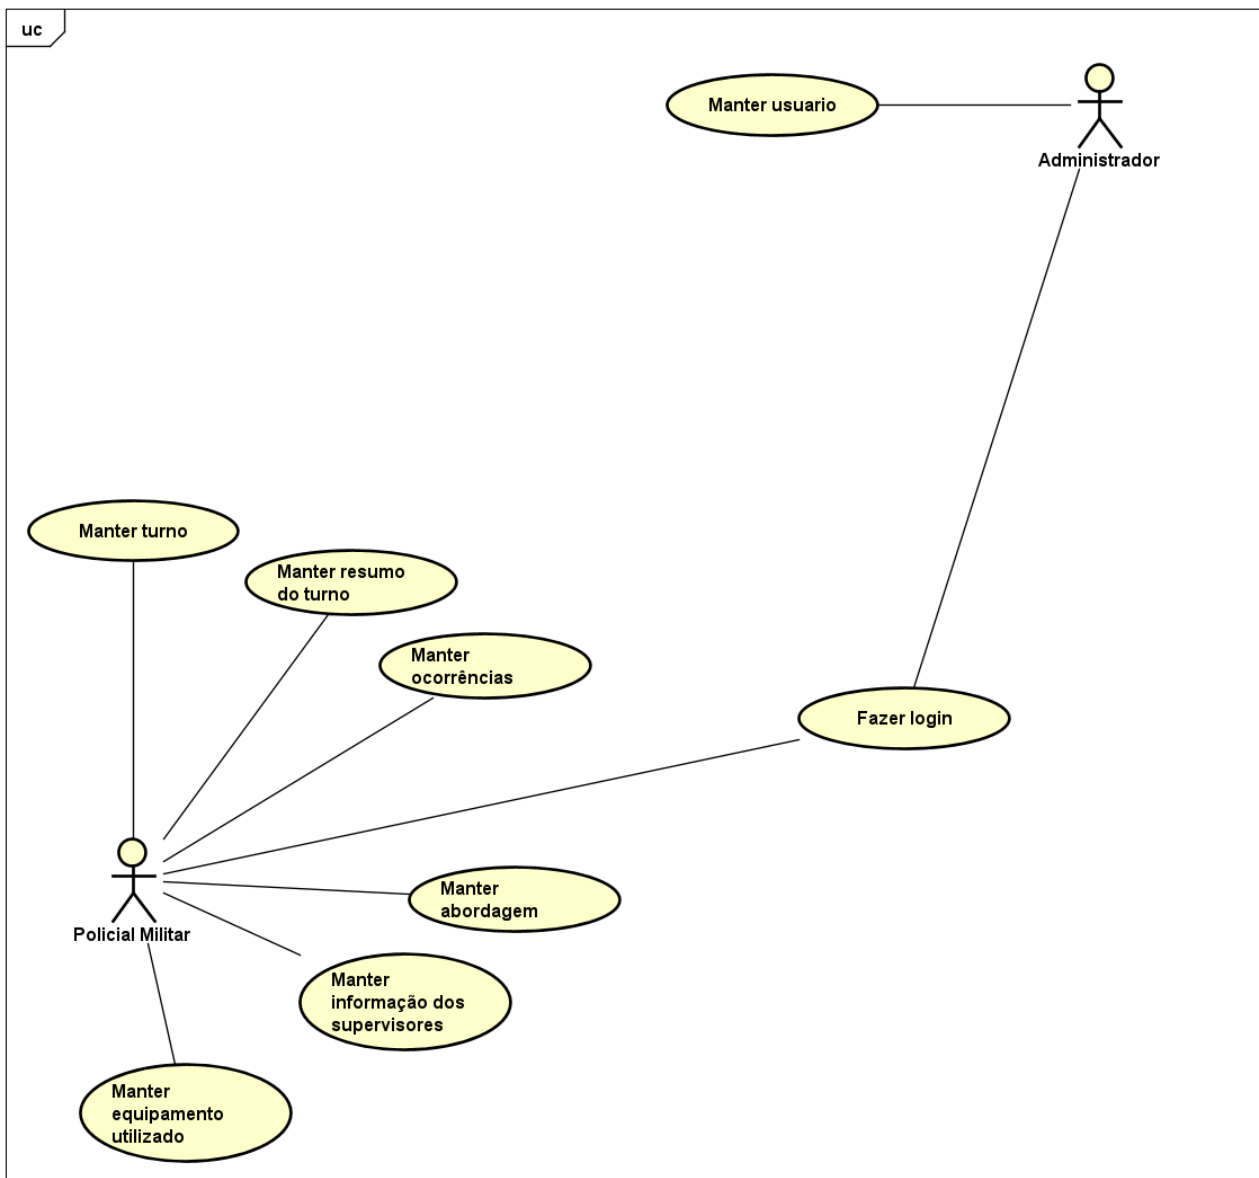 uc
Manter usuario
Administrador
Manter turno
Manter resumo
do turno
Manter
ocorrências
Fazer login
Manter
abordagem
Policial Militar
Manter
informação dos
supervisores
Manter
equipamento
utilizado